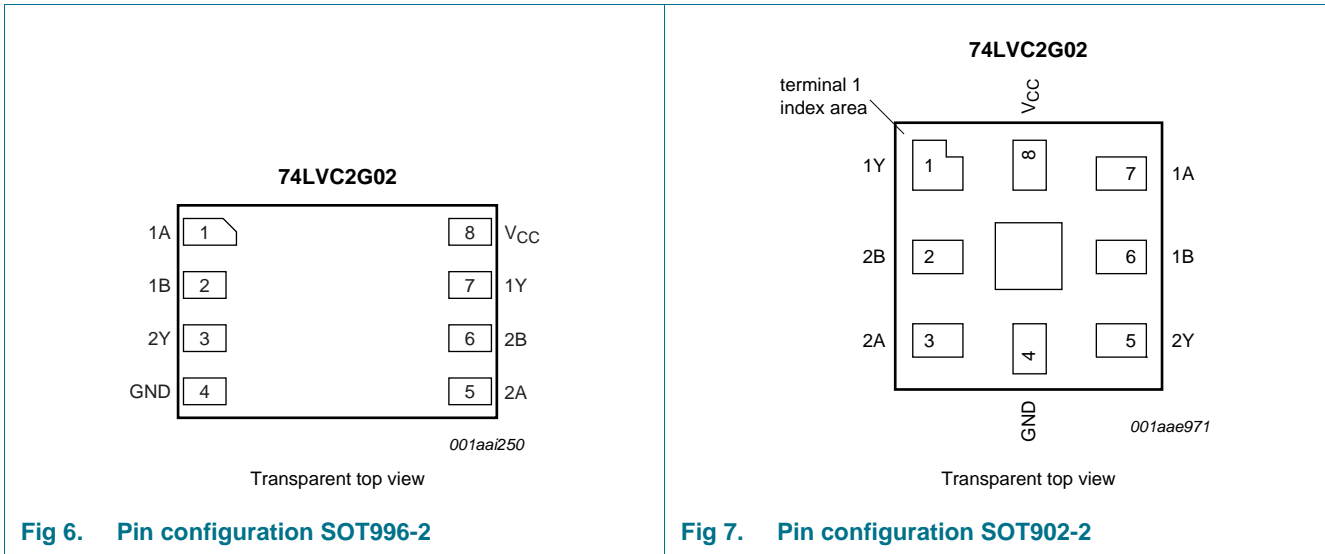 74LVC2G02
1A 1 8 VCC
1B 2 7 1Y
2Y 3 6 2B
GND 4 5 2A
001aai250
Transparent top view
Fig 6. Pin configuration SOT996-2
74LVC2G02
terminal 1
index area
VCC
1Y 1 8 7 1A
2B 2 6 1B
2A 3 4 5 2Y
GND
001aae971
Transparent top view
Fig 7. Pin configuration SOT902-2